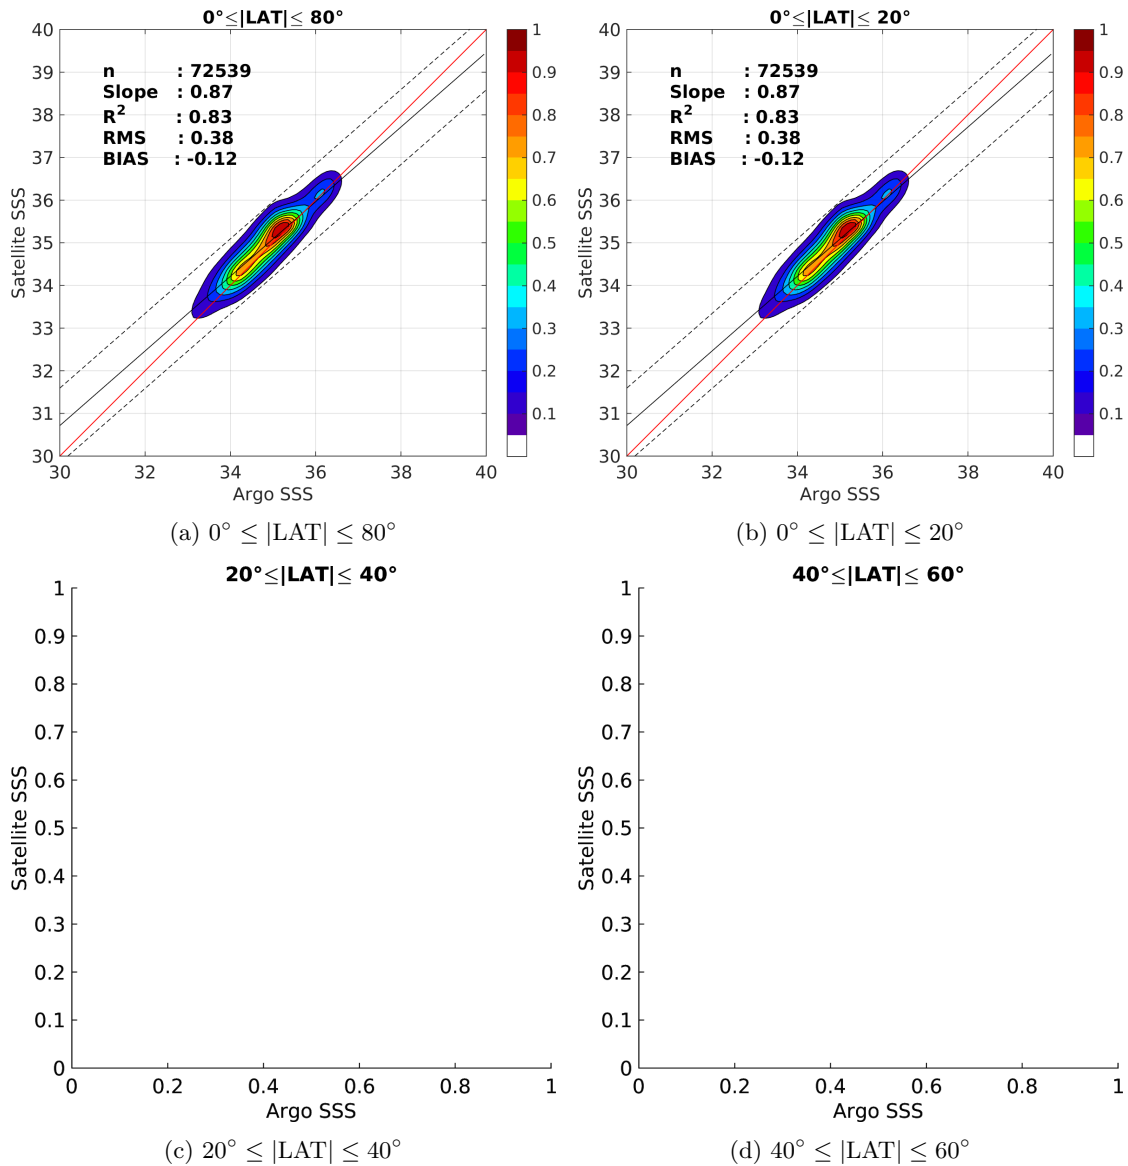 0°≤|LAT|≤ 80°
40
39
38
37
36
35
34
33
32
31
30
Satellite SSS
n : 72539
Slope : 0.87
R² : 0.83
RMS : 0.38
BIAS : -0.12
30 32 34 36 38 40
Argo SSS
1
0.9
0.8
0.7
0.6
0.5
0.4
0.3
0.2
0.1
(a) 0° ≤ |LAT| ≤ 80°
0°≤|LAT|≤ 20°
40
39
38
37
36
35
34
33
32
31
30
Satellite SSS
n : 72539
Slope : 0.87
R² : 0.83
RMS : 0.38
BIAS : -0.12
30 32 34 36 38 40
Argo SSS
1
0.9
0.8
0.7
0.6
0.5
0.4
0.3
0.2
0.1
(b) 0° ≤ |LAT| ≤ 20°
20°≤|LAT|≤ 40°
1
0.9
0.8
0.7
0.6
0.5
0.4
0.3
0.2
0.1
0
Satellite SSS
0 0.2 0.4 0.6 0.8 1
Argo SSS
(c) 20° ≤ |LAT| ≤ 40°
40°≤|LAT|≤ 60°
1
0.9
0.8
0.7
0.6
0.5
0.4
0.3
0.2
0.1
0
Satellite SSS
0 0.2 0.4 0.6 0.8 1
Argo SSS
(d) 40° ≤ |LAT| ≤ 60°